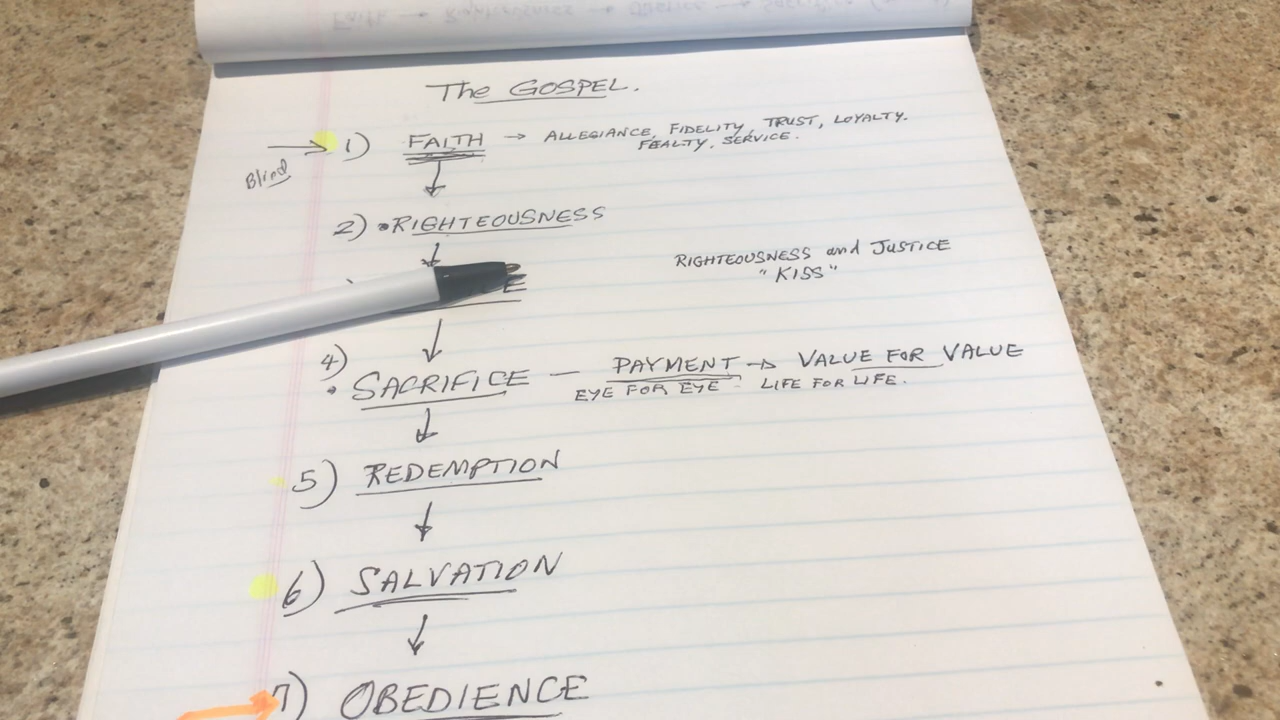 The GOSPEL.
1) FAITH → ALLEGIANCE, FIDELITY, TRUST, LOYALTY.
FEALTY, SERVICE.
Blind
2) • RIGHTEOUSNESS
RIGHTEOUSNESS and JUSTICE
"KISS"
4)
• SACRIFICE — PAYMENT → VALUE FOR VALUE
EYE FOR EYE LIFE FOR LIFE.
5) REDEMPTION
6) SALVATION
7) OBEDIENCE